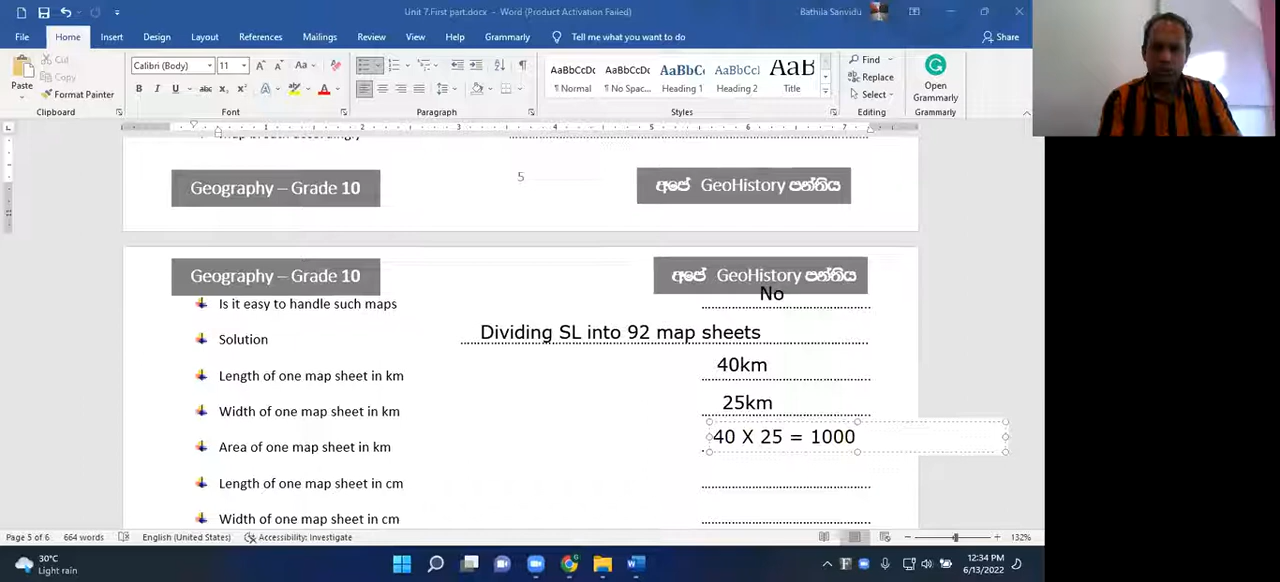 Unit 7.First part.docx - Word (Product Activation Failed)
Bathila Sanvidu
File Home Insert Design Layout References Mailings Review View Help Grammarly Tell me what you want to do Share
Paste Cut Copy Format Painter
Calibri (Body) 11
AaBbCcDc AaBbCcDc AaBbC AaBbCcl AaB
¶ Normal ¶ No Spac... Heading 1 Heading 2 Title
Find Replace Select
Open Grammarly
Clipboard Font Paragraph Styles Editing Grammarly
5
Geography – Grade 10 අපේ GeoHistory පන්තිය
Geography – Grade 10 අපේ GeoHistory පන්තිය
Is it easy to handle such maps No
Solution Dividing SL into 92 map sheets
Length of one map sheet in km 40km
Width of one map sheet in km 25km
Area of one map sheet in km 40 X 25 = 1000
Length of one map sheet in cm
Width of one map sheet in cm
Page 5 of 6 664 words English (United States) Accessibility: Investigate 132%
30°C
Light rain
12:34 PM
6/13/2022